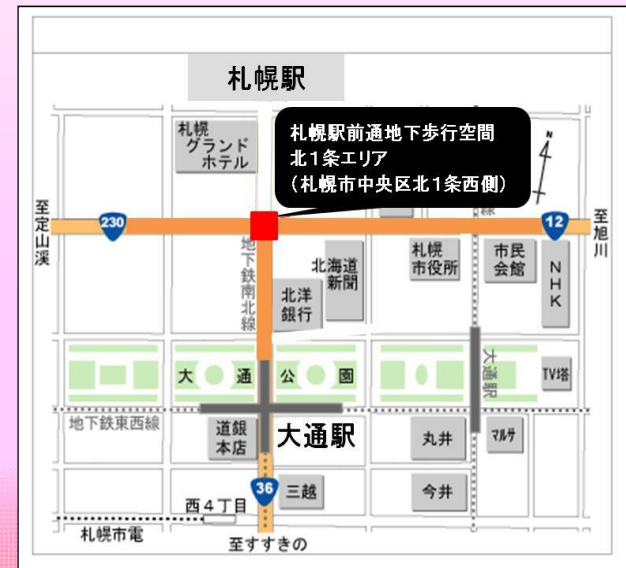 札幌駅
札幌
グランド
ホテル
札幌駅前通地下歩行空間
北1条エリア
(札幌市中央区北1条西側)
N
線
至定山渓
230
12
至旭川
地下鉄南北線
北海道
新聞
札幌
市役所
市民
会館
NHK
北洋
銀行
大通公園
大通駅
TV塔
地下鉄東西線
道銀
本店
大通駅
丸井
マルサ
36
三越
今井
西4丁目
札幌市電
至すすきの